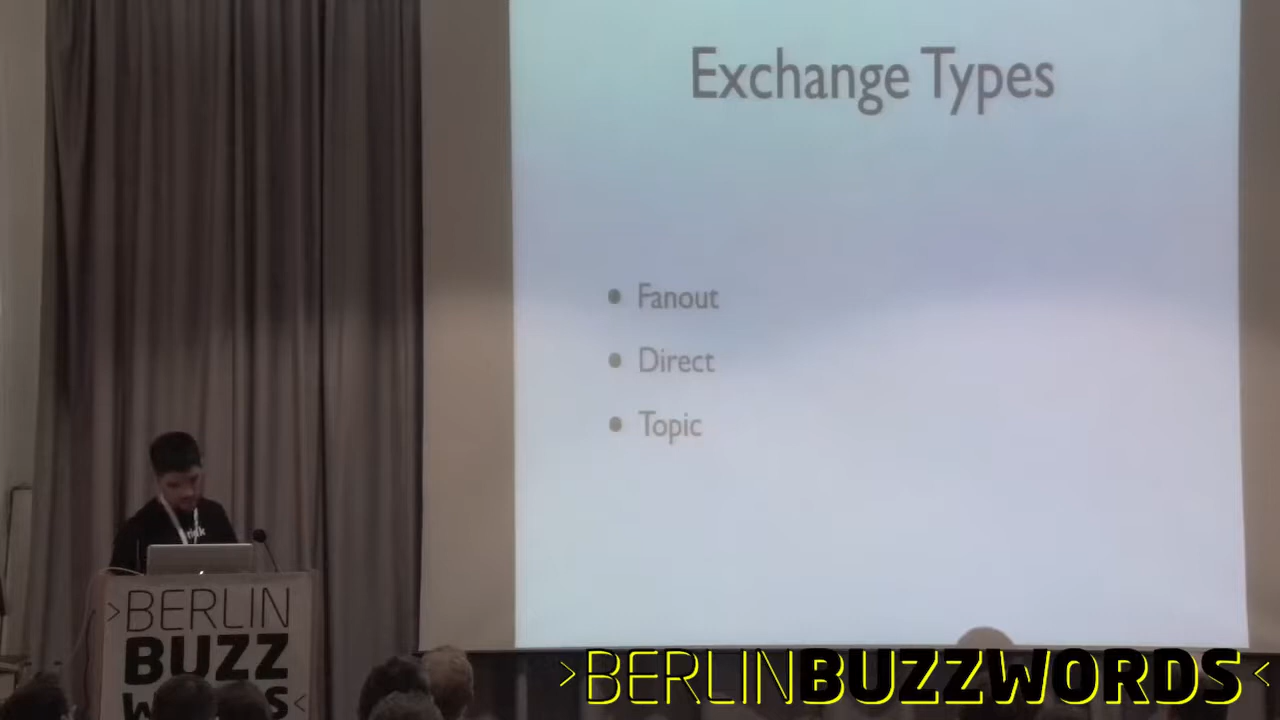 Exchange Types
• Fanout
• Direct
• Topic
>BERLIN
BUZZ
>BERLINBUZZWORDS<